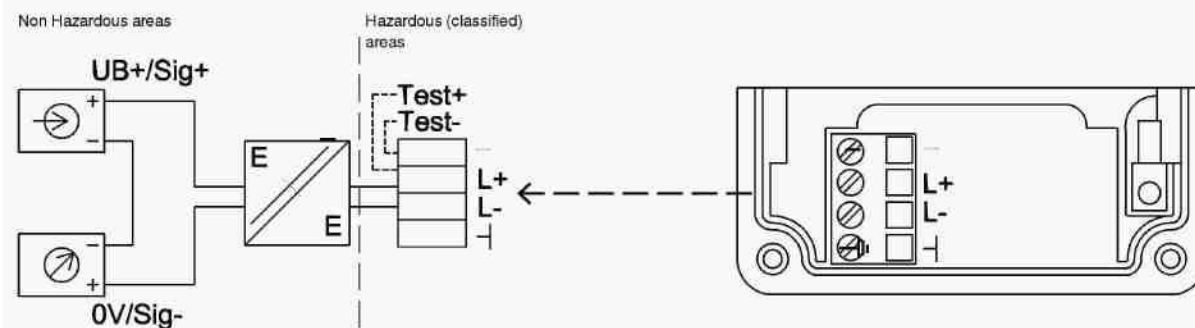 Non Hazardous areas
Hazardous (classified)
areas
UB+/Sig+
+
−
E
E
−
+
0V/Sig-
Test+
Test-
L+
L-
L+
L-